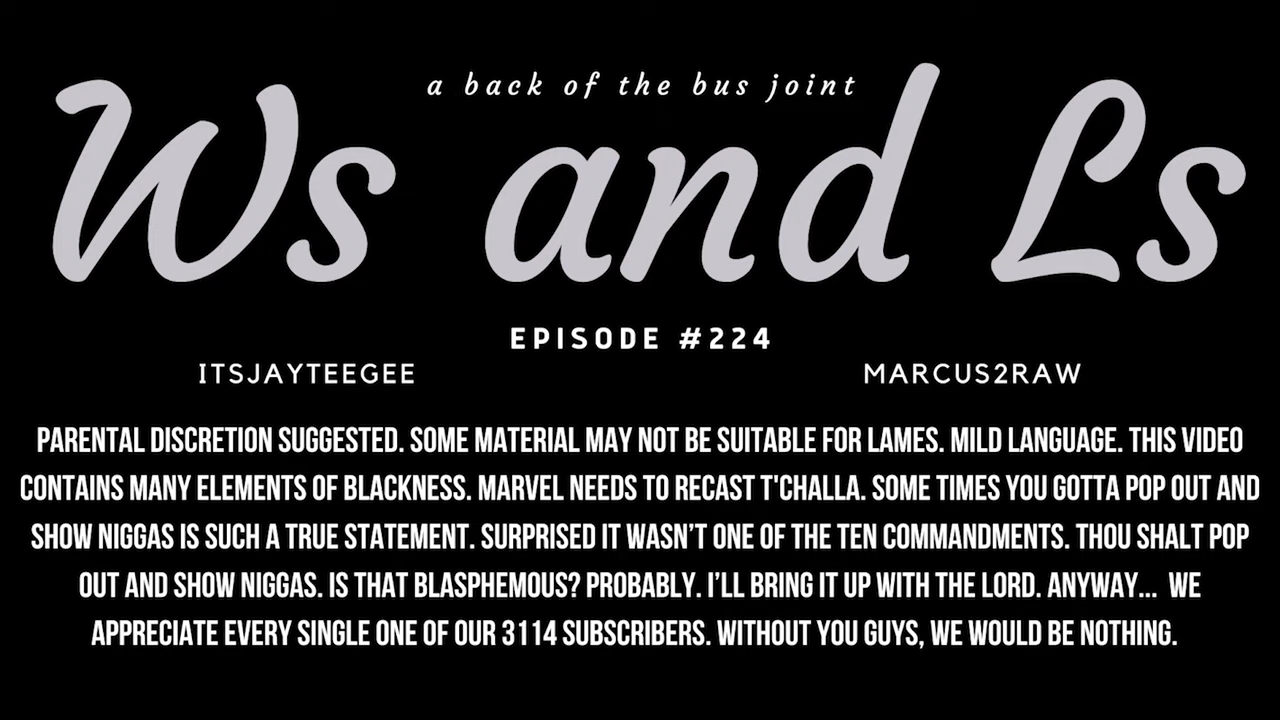 a back of the bus joint
Ws and Ls
EPISODE #224
ITSJAYTEEGEE
MARCUS2RAW
PARENTAL DISCRETION SUGGESTED. SOME MATERIAL MAY NOT BE SUITABLE FOR LAMES. MILD LANGUAGE. THIS VIDEO
CONTAINS MANY ELEMENTS OF BLACKNESS. MARVEL NEEDS TO RECAST T'CHALLA. SOME TIMES YOU GOTTA POP OUT AND
SHOW NIGGAS IS SUCH A TRUE STATEMENT. SURPRISED IT WASN'T ONE OF THE TEN COMMANDMENTS. THOU SHALT POP
OUT AND SHOW NIGGAS. IS THAT BLASPHEMOUS? PROBABLY. I'LL BRING IT UP WITH THE LORD. ANYWAY... WE
APPRECIATE EVERY SINGLE ONE OF OUR 3114 SUBSCRIBERS. WITHOUT YOU GUYS, WE WOULD BE NOTHING.